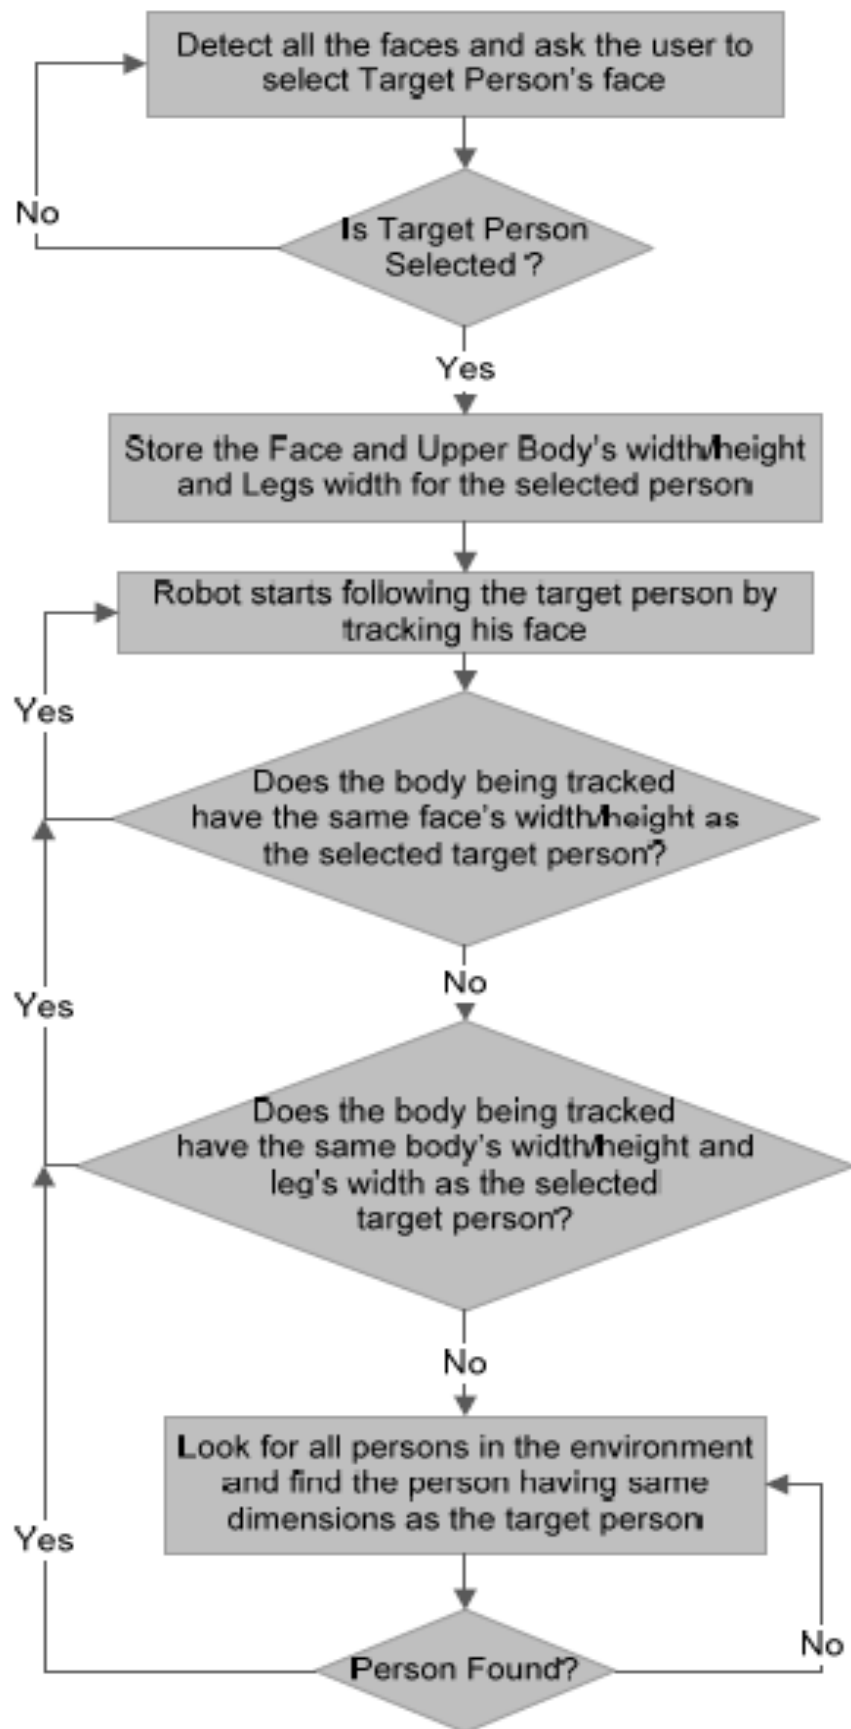 Detect all the faces and ask the user to
select Target Person's face
No
Is Target Person
Selected ?
Yes
Store the Face and Upper Body's width/height
and Legs width for the selected person
Robot starts following the target person by
tracking his face
Yes
Does the body being tracked
have the same face's width/height as
the selected target person?
No
Yes
Does the body being tracked
have the same body's width/height and
leg's width as the selected
target person?
No
Look for all persons in the environment
and find the person having same
dimensions as the target person
Yes
No
Person Found?